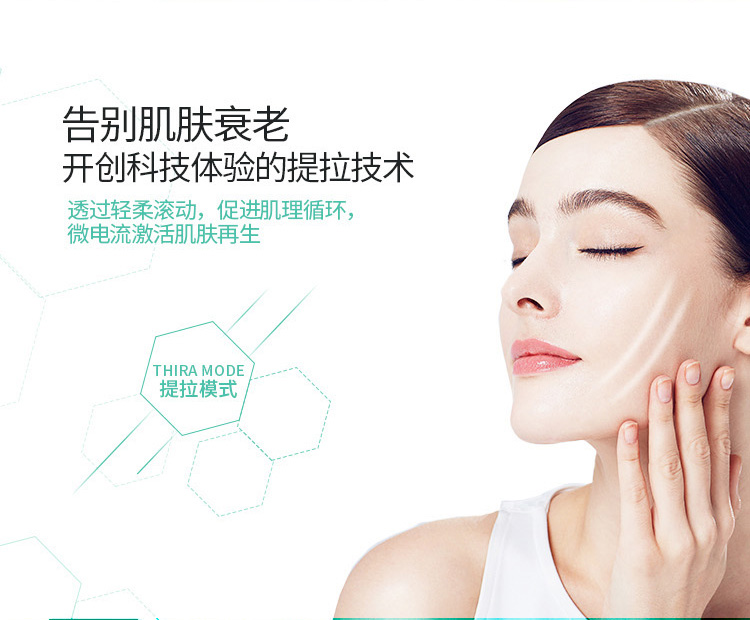 告别肌肤衰老
开创科技体验的提拉技术
透过轻柔滚动，促进肌理循环，
微电流激活肌肤再生
THIRA MODE
提拉模式